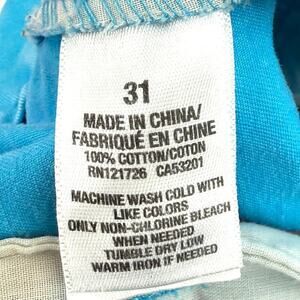 31
MADE IN CHINA/
FABRIQUÉ EN CHINE
100% COTTON/COTON
RN121726 CA53201
MACHINE WASH COLD WITH
LIKE COLORS
ONLY NON-CHLORINE BLEACH
WHEN NEEDED
TUMBLE DRY LOW
WARM IRON IF NEEDED